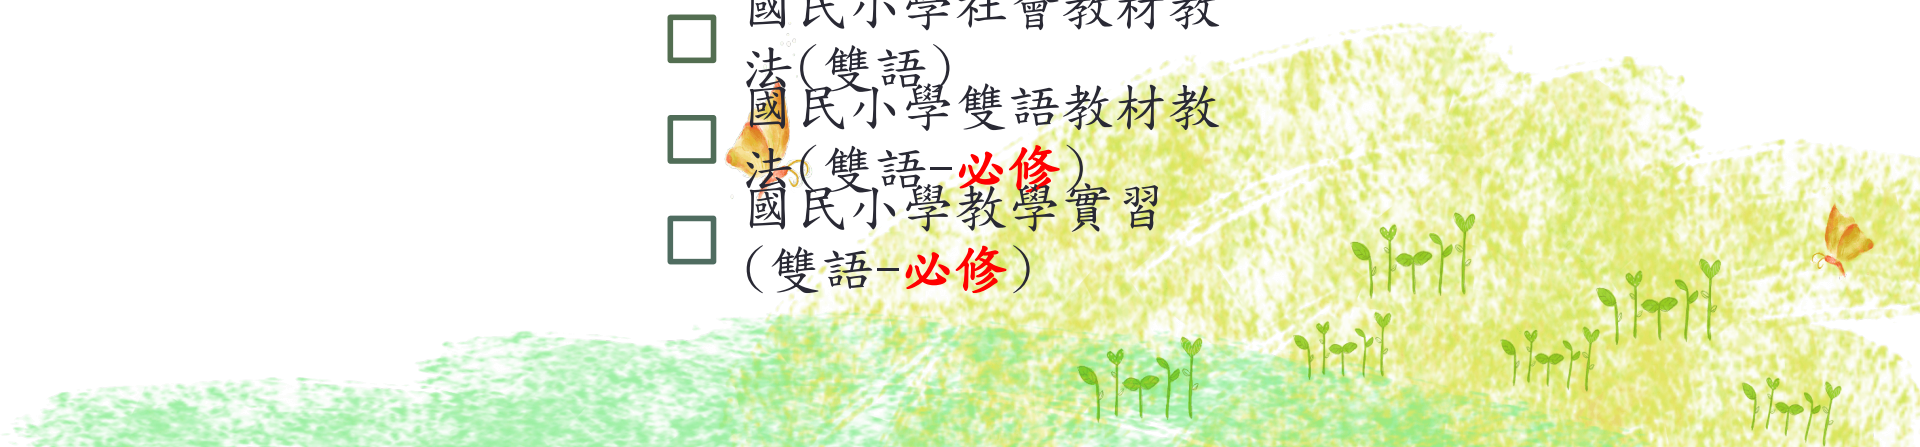 國民小學社會教材教
法(雙語)
國民小學雙語教材教
法(雙語-必修)
國民小學教學實習
(雙語-必修)